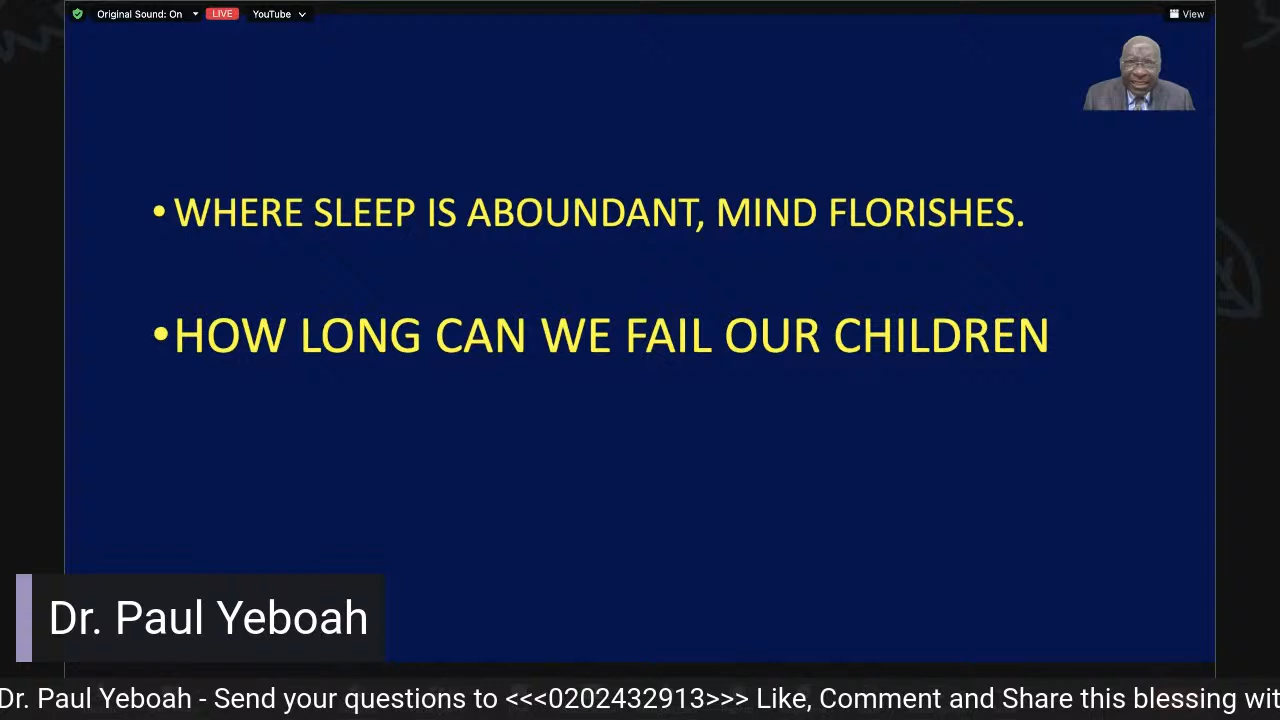 Original Sound: On LIVE YouTube View
• WHERE SLEEP IS ABOUNDANT, MIND FLORISHES.
•HOW LONG CAN WE FAIL OUR CHILDREN
Dr. Paul Yeboah
Dr. Paul Yeboah - Send your questions to <<<0202432913>>> Like, Comment and Share this blessing wit